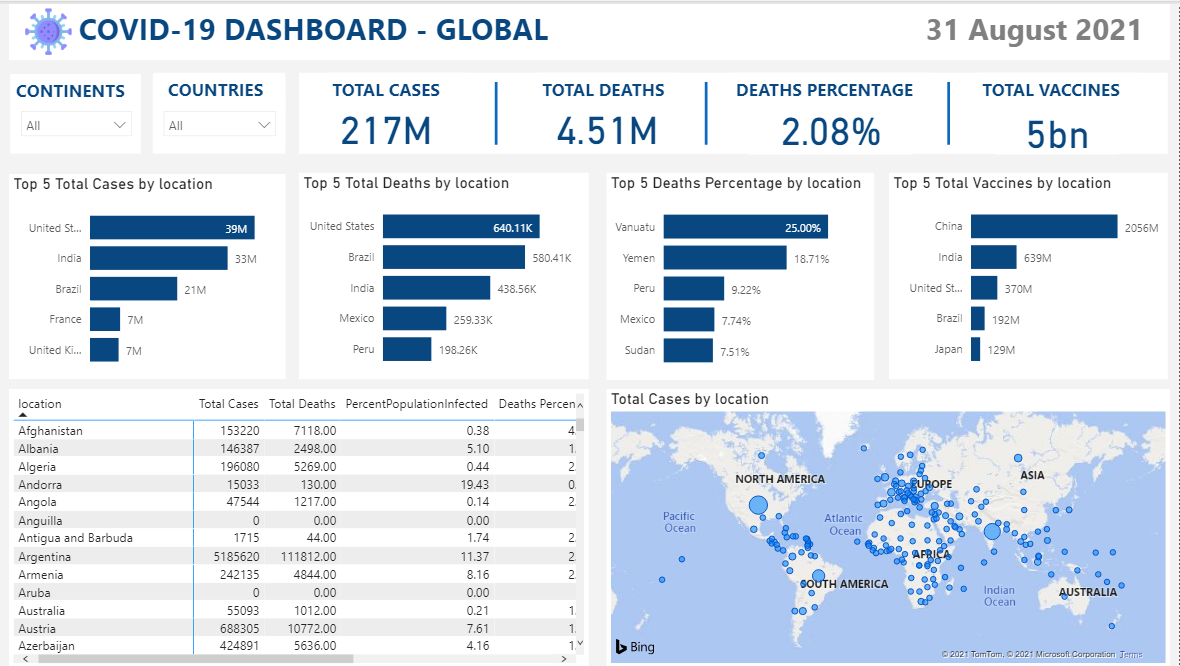 COVID-19 DASHBOARD - GLOBAL
31 August 2021
CONTINENTS
All
COUNTRIES
All
TOTAL CASES
217M
TOTAL DEATHS
4.51M
DEATHS PERCENTAGE
2.08%
TOTAL VACCINES
5bn
Top 5 Total Cases by location
United St... 39M
India 33M
Brazil 21M
France 7M
United Ki... 7M
Top 5 Total Deaths by location
United States 640.11K
Brazil 580.41K
India 438.56K
Mexico 259.33K
Peru 198.26K
Top 5 Deaths Percentage by location
Vanuatu 25.00%
Yemen 18.71%
Peru 9.22%
Mexico 7.74%
Sudan 7.51%
Top 5 Total Vaccines by location
China 2056M
India 639M
United St... 370M
Brazil 192M
Japan 129M
location Total Cases Total Deaths PercentPopulationInfected Deaths Percen
Afghanistan 153220 7118.00 0.38 4.
Albania 146387 2498.00 5.10 1.
Algeria 196080 5269.00 0.44 2.
Andorra 15033 130.00 19.43 0.
Angola 47544 1217.00 0.14 2.
Anguilla 0 0.00 0.00
Antigua and Barbuda 1715 44.00 1.74 2.
Argentina 5185620 111812.00 11.37 2.
Armenia 242135 4844.00 8.16 2.
Aruba 0 0.00 0.00
Australia 55093 1012.00 0.21 1.
Austria 688305 10772.00 7.61 1.
Azerbaijan 424891 5636.00 4.16 1.
Total Cases by location
NORTH AMERICA
EUROPE
ASIA
Pacific
Ocean
Atlantic
Ocean
AFRICA
SOUTH AMERICA
Indian
Ocean
AUSTRALIA
Bing
© 2021 TomTom, © 2021 Microsoft Corporation Terms